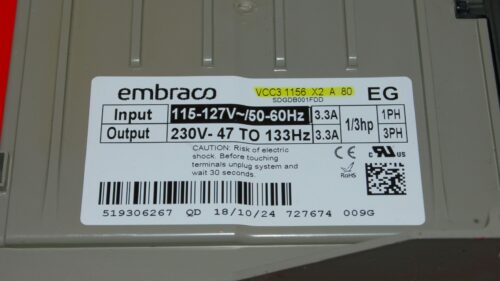 embraco VCC3 1156 X2 A 80 EG
SDGDB001FDD
Input 115-127V~/50-60Hz 3.3A 1/3hp 1PH
Output 230V- 47 TO 133Hz 3.3A 3PH
CAUTION: Risk of electric
shock. Before touching
terminals unplug system and
wait 30 seconds.
CE
RoHS
c UL US
519306267 QD 18/10/24 727674 009G